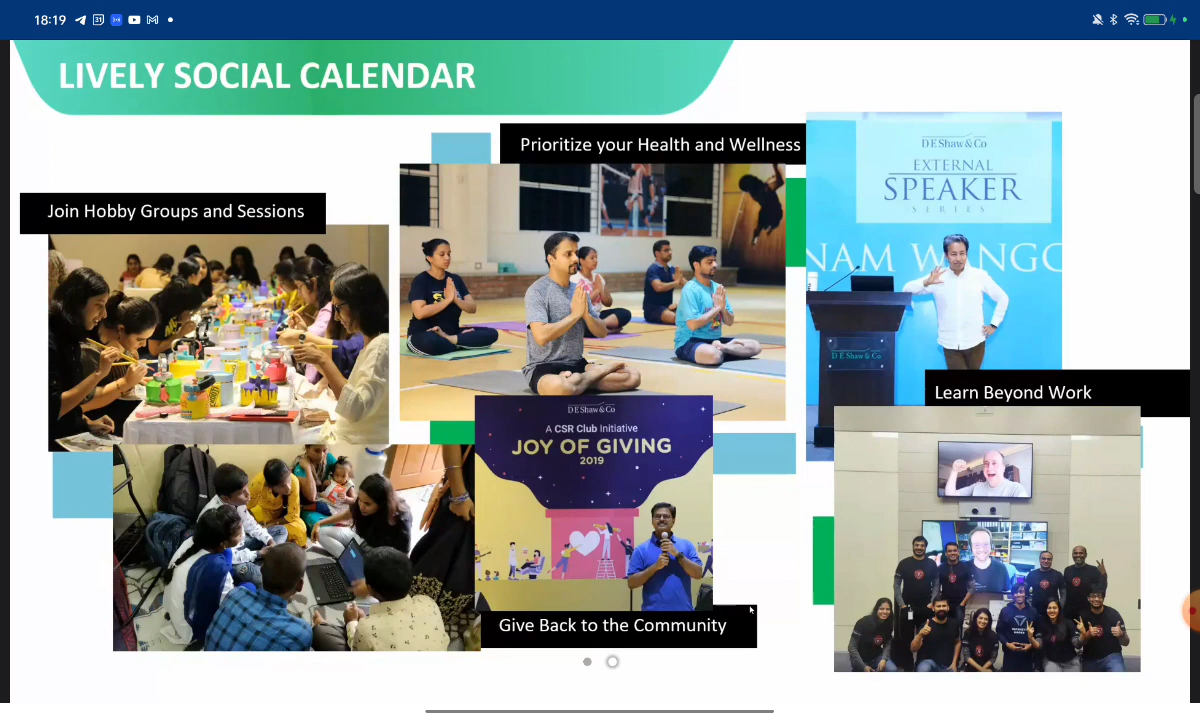 18:19
31
LIVELY SOCIAL CALENDAR
Join Hobby Groups and Sessions
Prioritize your Health and Wellness
D E Shaw & Co
EXTERNAL
SPEAKER
SERIES
NAM WANGC
D E Shaw & Co
Learn Beyond Work
D E Shaw & Co
A CSR Club Initiative
JOY OF GIVING
2019
Give Back to the Community